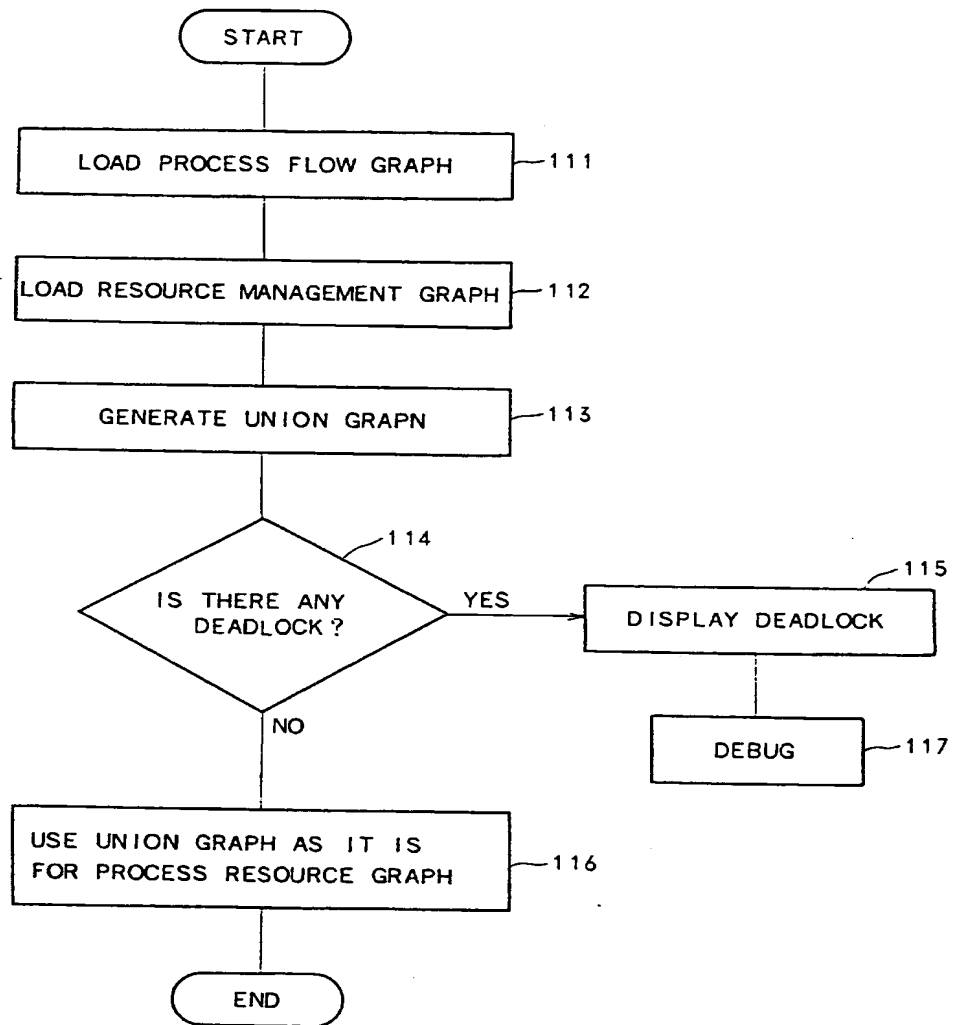 START
LOAD PROCESS FLOW GRAPH
111
LOAD RESOURCE MANAGEMENT GRAPH
112
GENERATE UNION GRAPN
113
114
IS THERE ANY
DEADLOCK?
YES
115
DISPLAY DEADLOCK
NO
DEBUG
117
USE UNION GRAPH AS IT IS
FOR PROCESS RESOURCE GRAPH
116
END